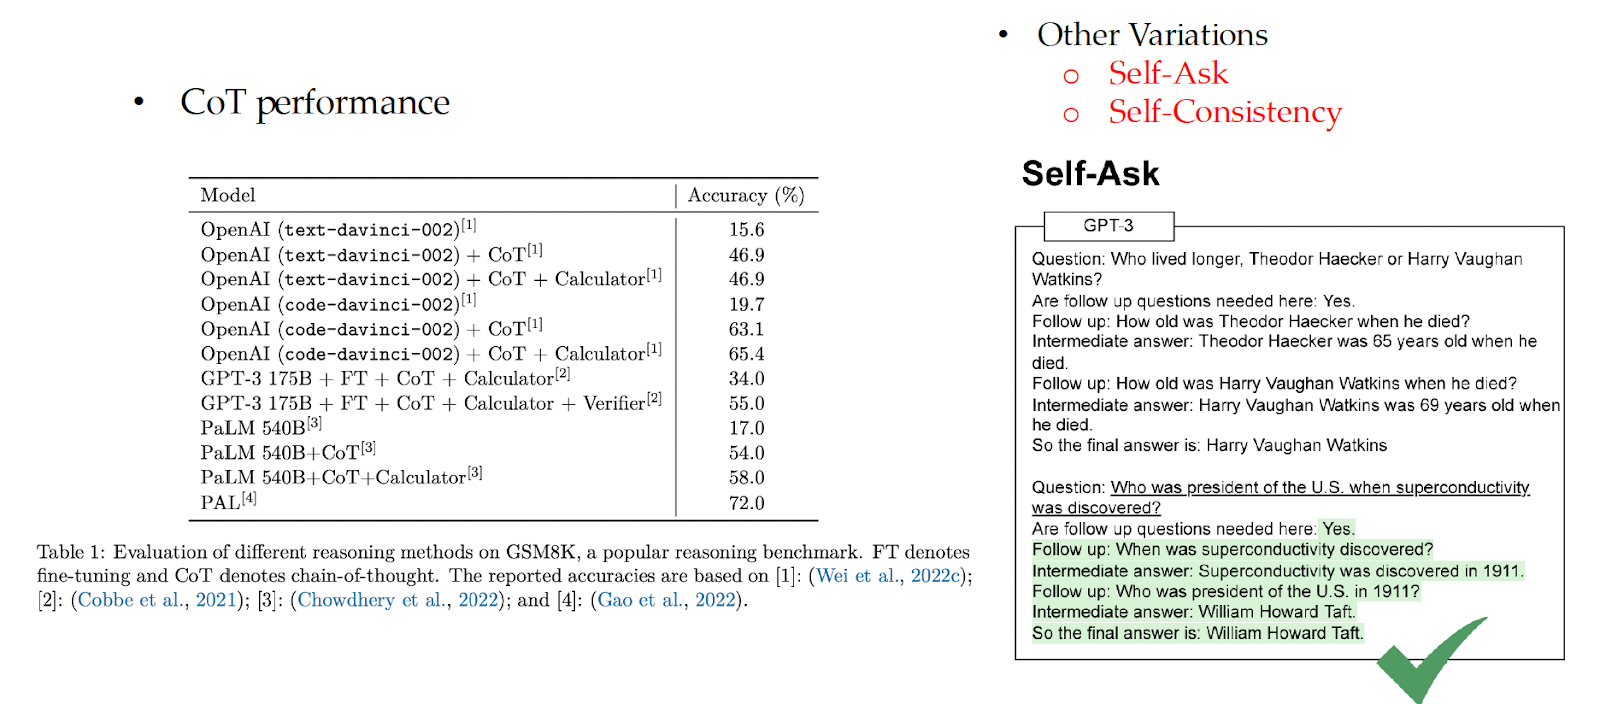 • CoT performance
Model Accuracy (%)
OpenAI (text-davinci-002)[1] 15.6
OpenAI (text-davinci-002) + CoT[1] 46.9
OpenAI (text-davinci-002) + CoT + Calculator[1] 46.9
OpenAI (code-davinci-002)[1] 19.7
OpenAI (code-davinci-002) + CoT[1] 63.1
OpenAI (code-davinci-002) + CoT + Calculator[1] 65.4
GPT-3 175B + FT + CoT + Calculator[2] 34.0
GPT-3 175B + FT + CoT + Calculator + Verifier[2] 55.0
PaLM 540B[3] 17.0
PaLM 540B+CoT[3] 54.0
PaLM 540B+CoT+Calculator[3] 58.0
PAL[4] 72.0
Table 1: Evaluation of different reasoning methods on GSM8K, a popular reasoning benchmark. FT denotes
fine-tuning and CoT denotes chain-of-thought. The reported accuracies are based on [1]: (Wei et al., 2022c);
[2]: (Cobbe et al., 2021); [3]: (Chowdhery et al., 2022); and [4]: (Gao et al., 2022).
• Other Variations
o Self-Ask
o Self-Consistency
Self-Ask
GPT-3
Question: Who lived longer, Theodor Haecker or Harry Vaughan
Watkins?
Are follow up questions needed here: Yes.
Follow up: How old was Theodor Haecker when he died?
Intermediate answer: Theodor Haecker was 65 years old when he
died.
Follow up: How old was Harry Vaughan Watkins when he died?
Intermediate answer: Harry Vaughan Watkins was 69 years old when
he died.
So the final answer is: Harry Vaughan Watkins
Question: Who was president of the U.S. when superconductivity
was discovered?
Are follow up questions needed here: Yes.
Follow up: When was superconductivity discovered?
Intermediate answer: Superconductivity was discovered in 1911.
Follow up: Who was president of the U.S. in 1911?
Intermediate answer: William Howard Taft.
So the final answer is: William Howard Taft.